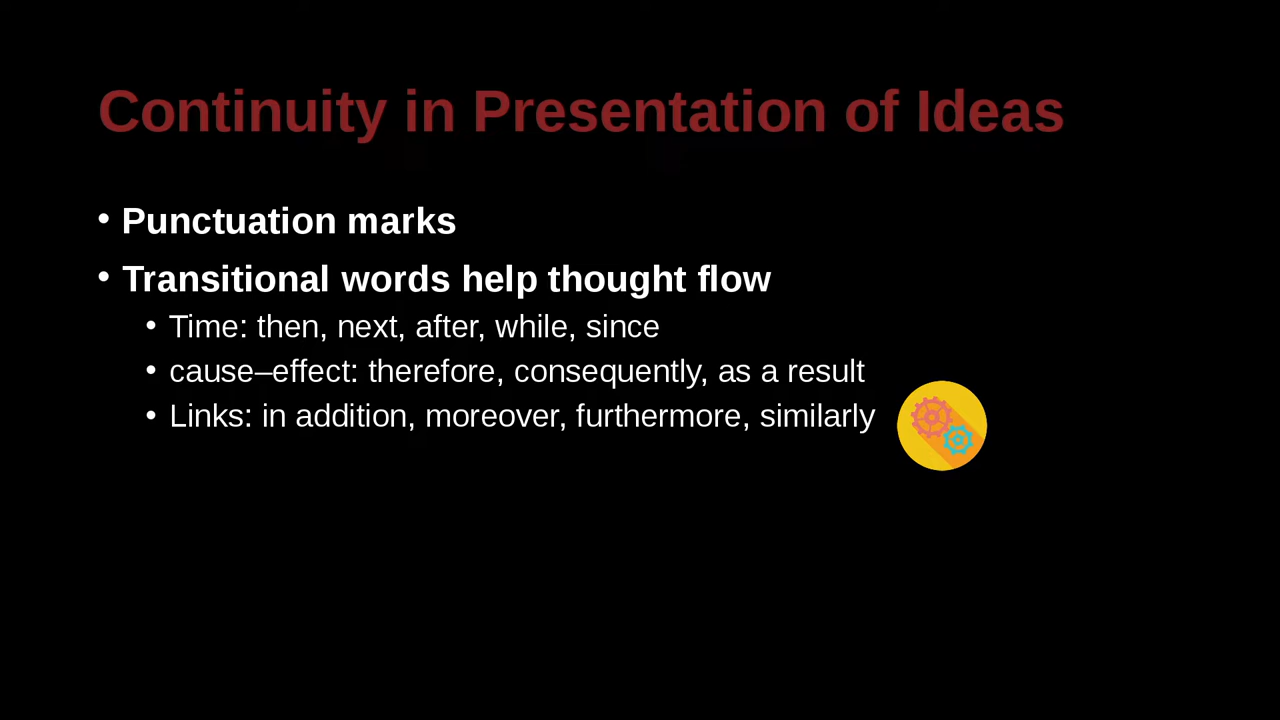 Continuity in Presentation of Ideas
• Punctuation marks
• Transitional words help thought flow
• Time: then, next, after, while, since
• cause–effect: therefore, consequently, as a result
• Links: in addition, moreover, furthermore, similarly